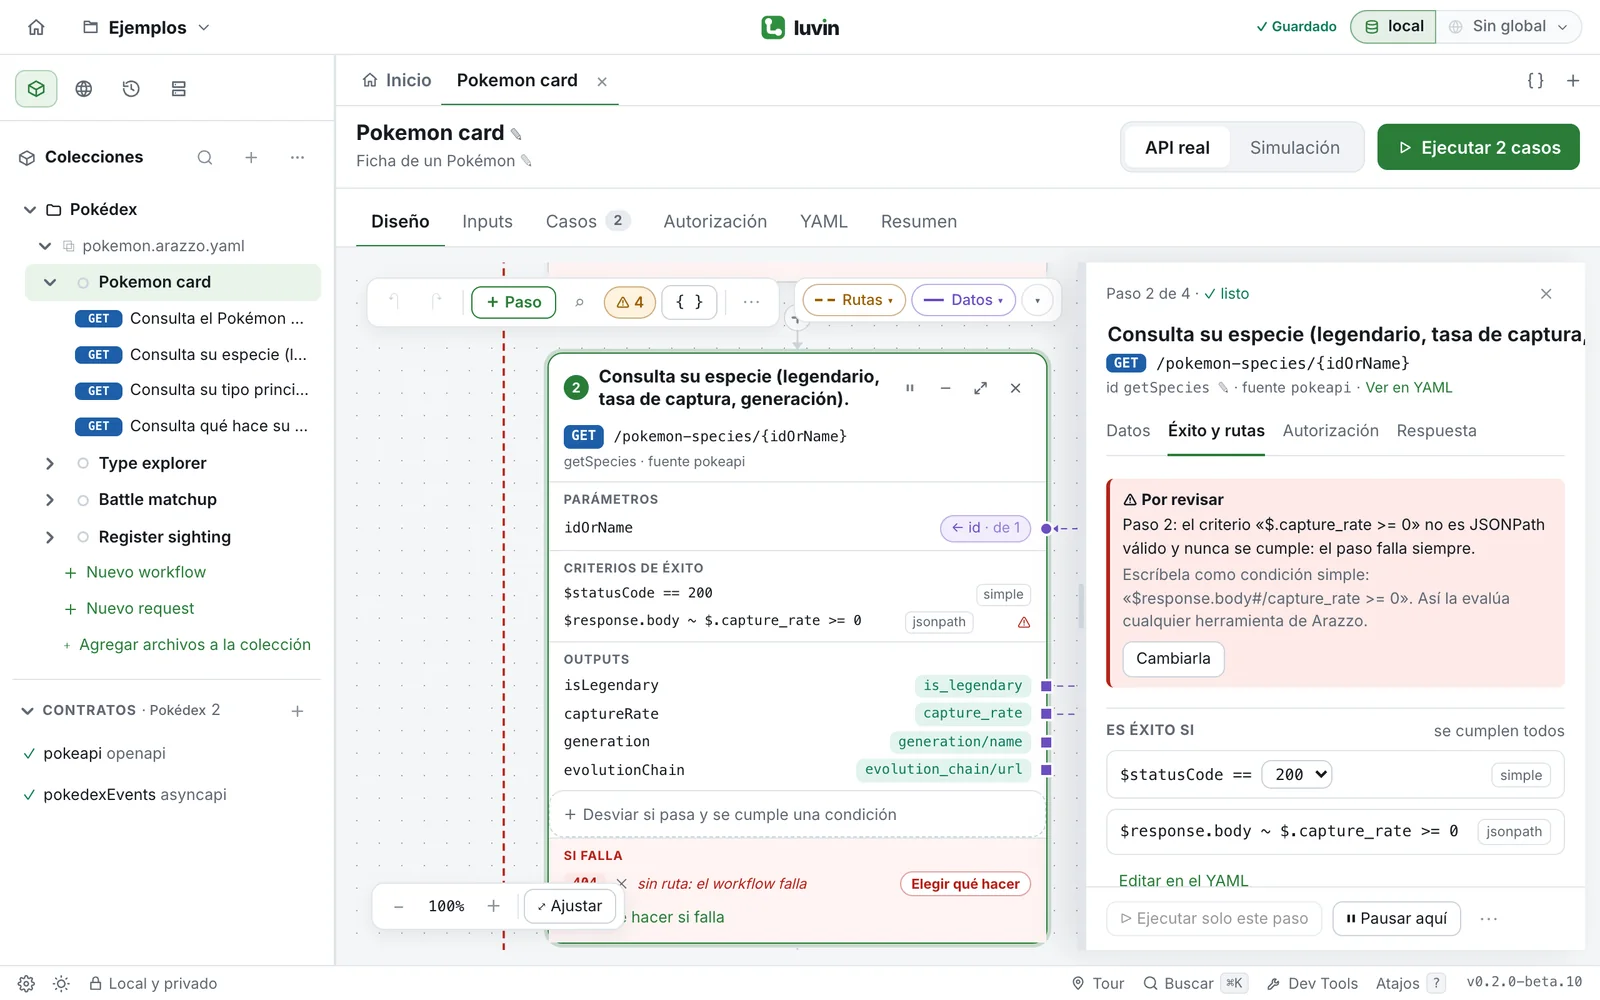 Ejemplos
luvin
✓ Guardado
local
Sin global
Inicio
Pokemon card
{ }
Colecciones
Pokédex
pokemon.arazzo.yaml
Pokemon card
GET Consulta el Pokémon ...
GET Consulta su especie (l...
GET Consulta su tipo princi...
GET Consulta qué hace su ...
Type explorer
Battle matchup
Register sighting
+ Nuevo workflow
+ Nuevo request
+ Agregar archivos a la colección
CONTRATOS · Pokédex 2
✓ pokeapi openapi
✓ pokedexEvents asyncapi
Pokemon card
Ficha de un Pokémon
API real
Simulación
Ejecutar 2 casos
Diseño
Inputs
Casos 2
Autorización
YAML
Resumen
+ Paso
4
{ }
...
Rutas
Datos
2
Consulta su especie (legendario,
tasa de captura, generación).
GET /pokemon-species/{idOrName}
getSpecies · fuente pokeapi
PARÁMETROS
idOrName
← id · de 1
CRITERIOS DE ÉXITO
$statusCode == 200
simple
$response.body ~ $.capture_rate >= 0
jsonpath
OUTPUTS
isLegendary
is_legendary
captureRate
capture_rate
generation
generation/name
evolutionChain
evolution_chain/url
+ Desviar si pasa y se cumple una condición
SI FALLA
404
sin ruta: el workflow falla
Elegir qué hacer
hacer si falla
− 100% +
Ajustar
Paso 2 de 4 · ✓ listo
Consulta su especie (legendario, tasa de captura,
GET /pokemon-species/{idOrName}
id getSpecies · fuente pokeapi · Ver en YAML
Datos
Éxito y rutas
Autorización
Respuesta
Por revisar
Paso 2: el criterio «$.capture_rate >= 0» no es JSONPath
válido y nunca se cumple: el paso falla siempre.
Escríbela como condición simple:
«$response.body#/capture_rate >= 0». Así la evalúa
cualquier herramienta de Arazzo.
Cambiarla
ES ÉXITO SI
se cumplen todos
$statusCode == 200
simple
$response.body ~ $.capture_rate >= 0
jsonpath
Editar en el YAML
Ejecutar solo este paso
Pausar aquí
...
Local y privado
Tour
Buscar ⌘K
Dev Tools
Atajos ?
v0.2.0-beta.10